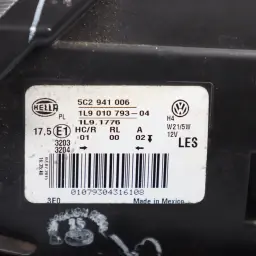 HELLA
5C2 941 006
1L9 010 793-04
PL 1L9.1776
H4
17.5 E1 HC/R RL A
W21/5W
01 00 02
12V
3203
3204
LES
01079304316108
3E0 Made in Mexico